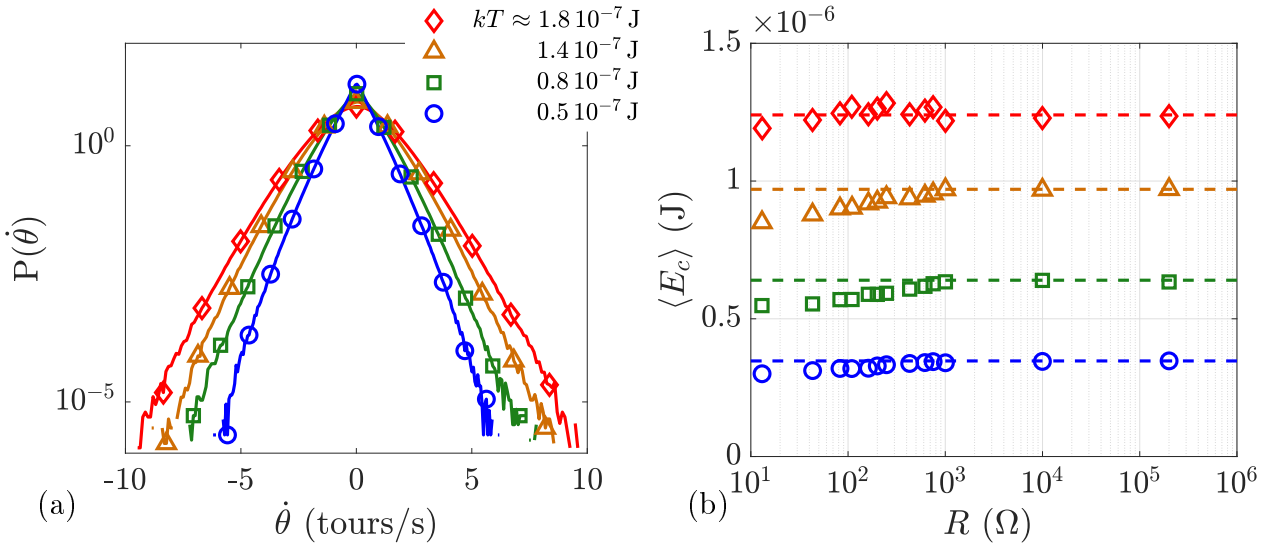 kT ≈ 1.8 10⁻⁷ J
1.4 10⁻⁷ J
0.8 10⁻⁷ J
0.5 10⁻⁷ J
P(θ̇)
10⁰
10⁻⁵
-10 -5 0 5 10
θ̇ (tours/s)
(a)
×10⁻⁶
1.5
1
0.5
0
⟨E_c⟩ (J)
10¹ 10² 10³ 10⁴ 10⁵ 10⁶
R (Ω)
(b)